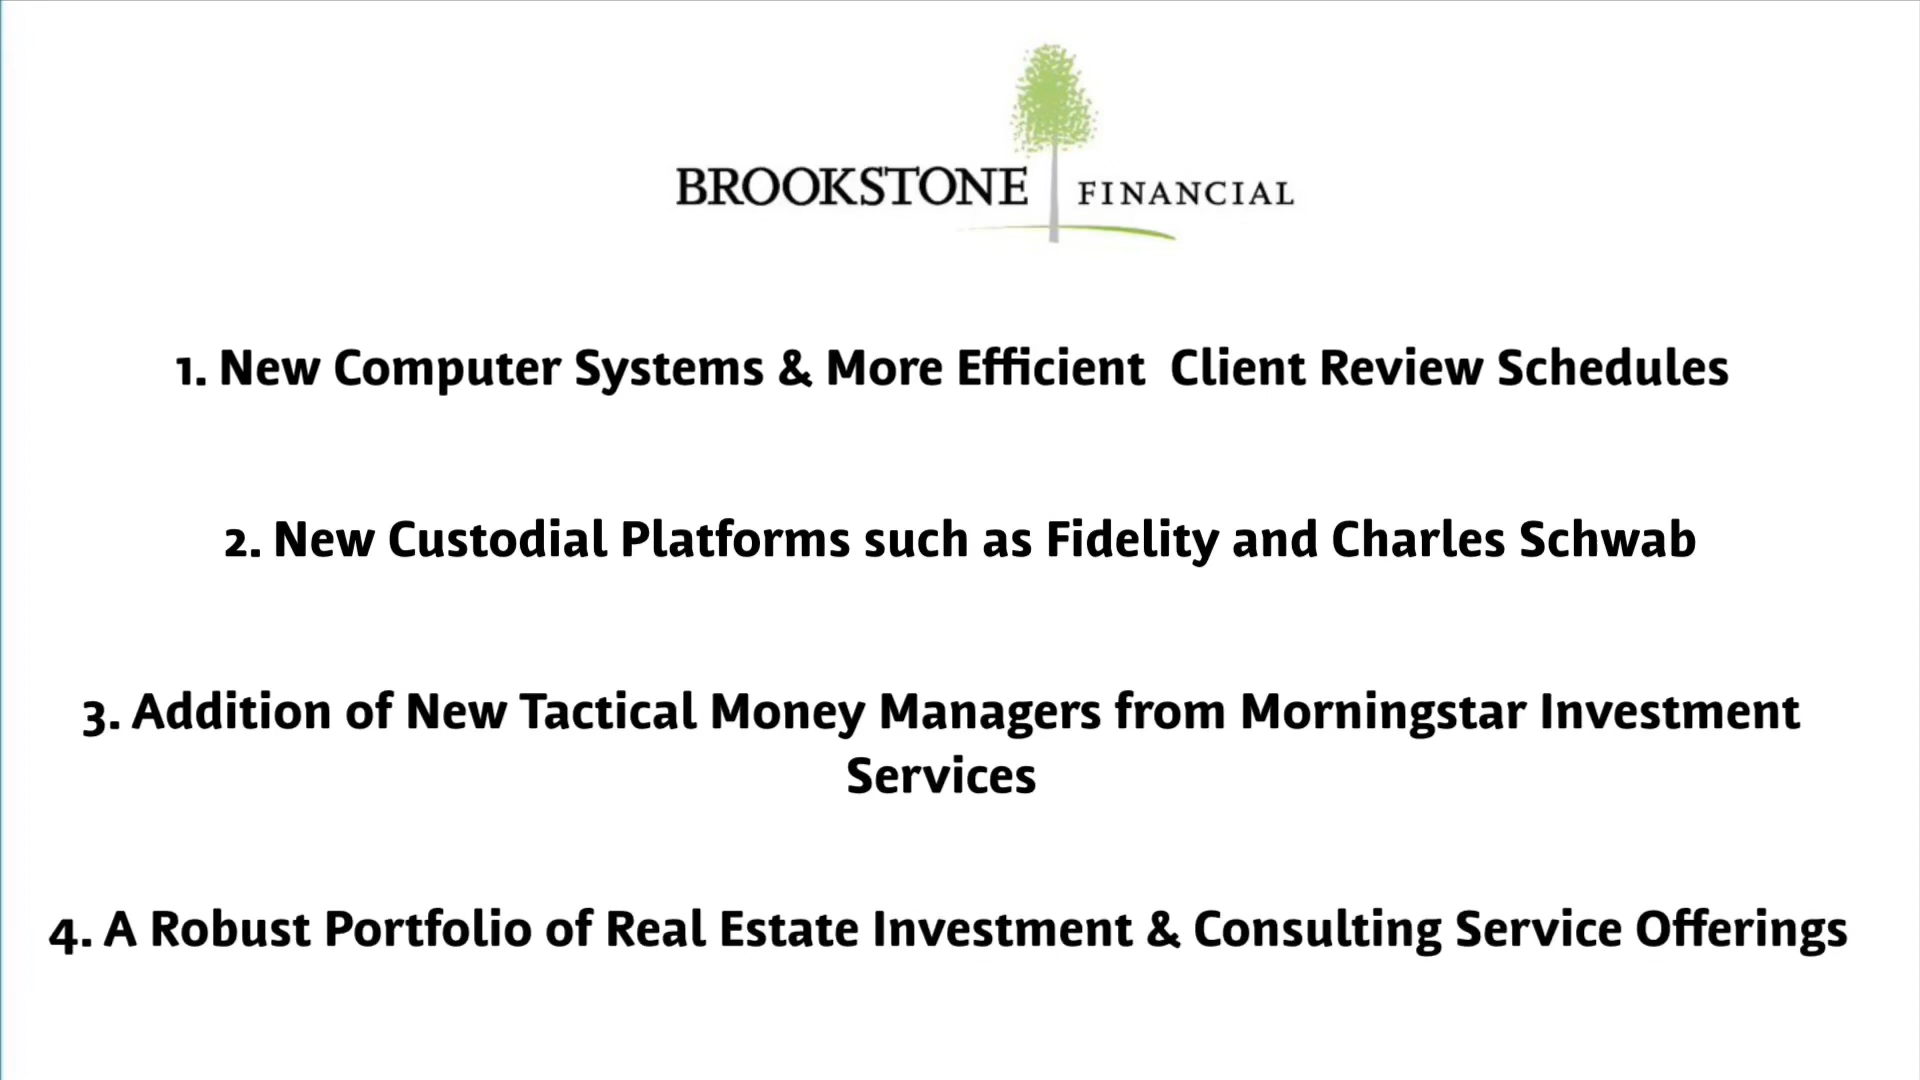 BROOKSTONE FINANCIAL
1. New Computer Systems & More Efficient  Client Review Schedules
2. New Custodial Platforms such as Fidelity and Charles Schwab
3. Addition of New Tactical Money Managers from Morningstar Investment
Services
4. A Robust Portfolio of Real Estate Investment & Consulting Service Offerings